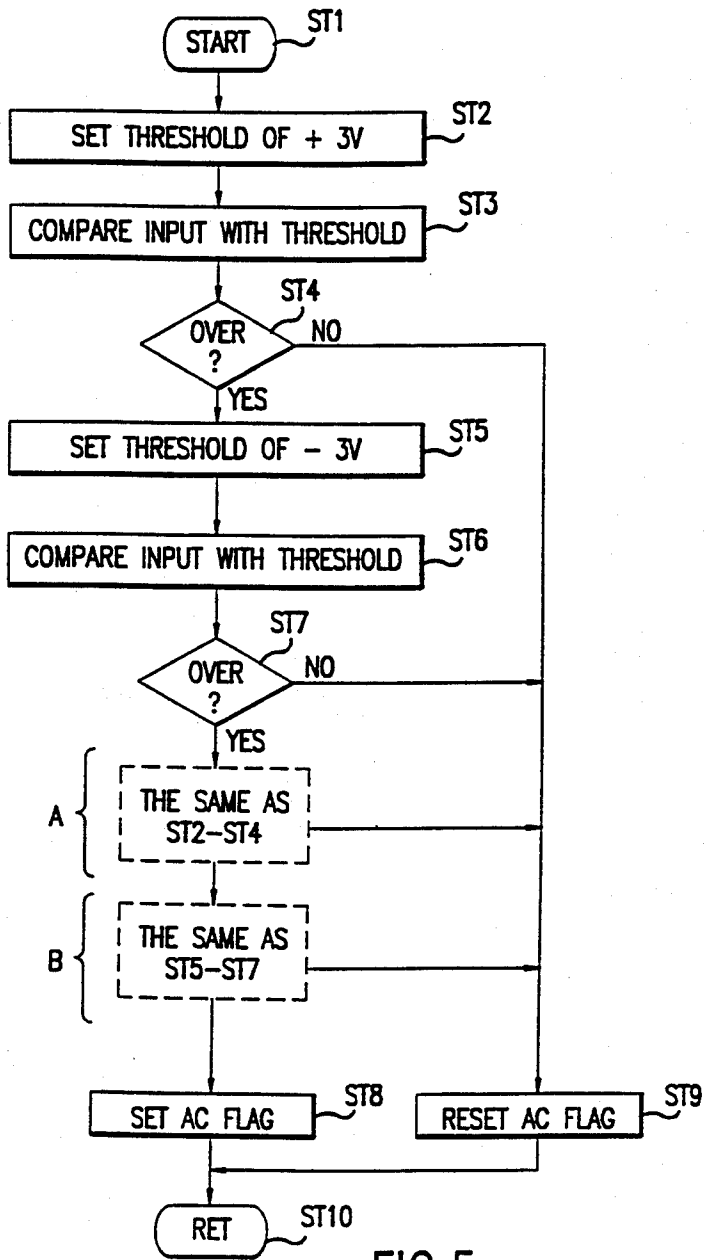 START
ST1
SET THRESHOLD OF + 3V
ST2
COMPARE INPUT WITH THRESHOLD
ST3
ST4
OVER
?
NO
YES
SET THRESHOLD OF - 3V
ST5
COMPARE INPUT WITH THRESHOLD
ST6
ST7
OVER
?
NO
YES
A
THE SAME AS
ST2-ST4
B
THE SAME AS
ST5-ST7
SET AC FLAG
ST8
RESET AC FLAG
ST9
RET
ST10